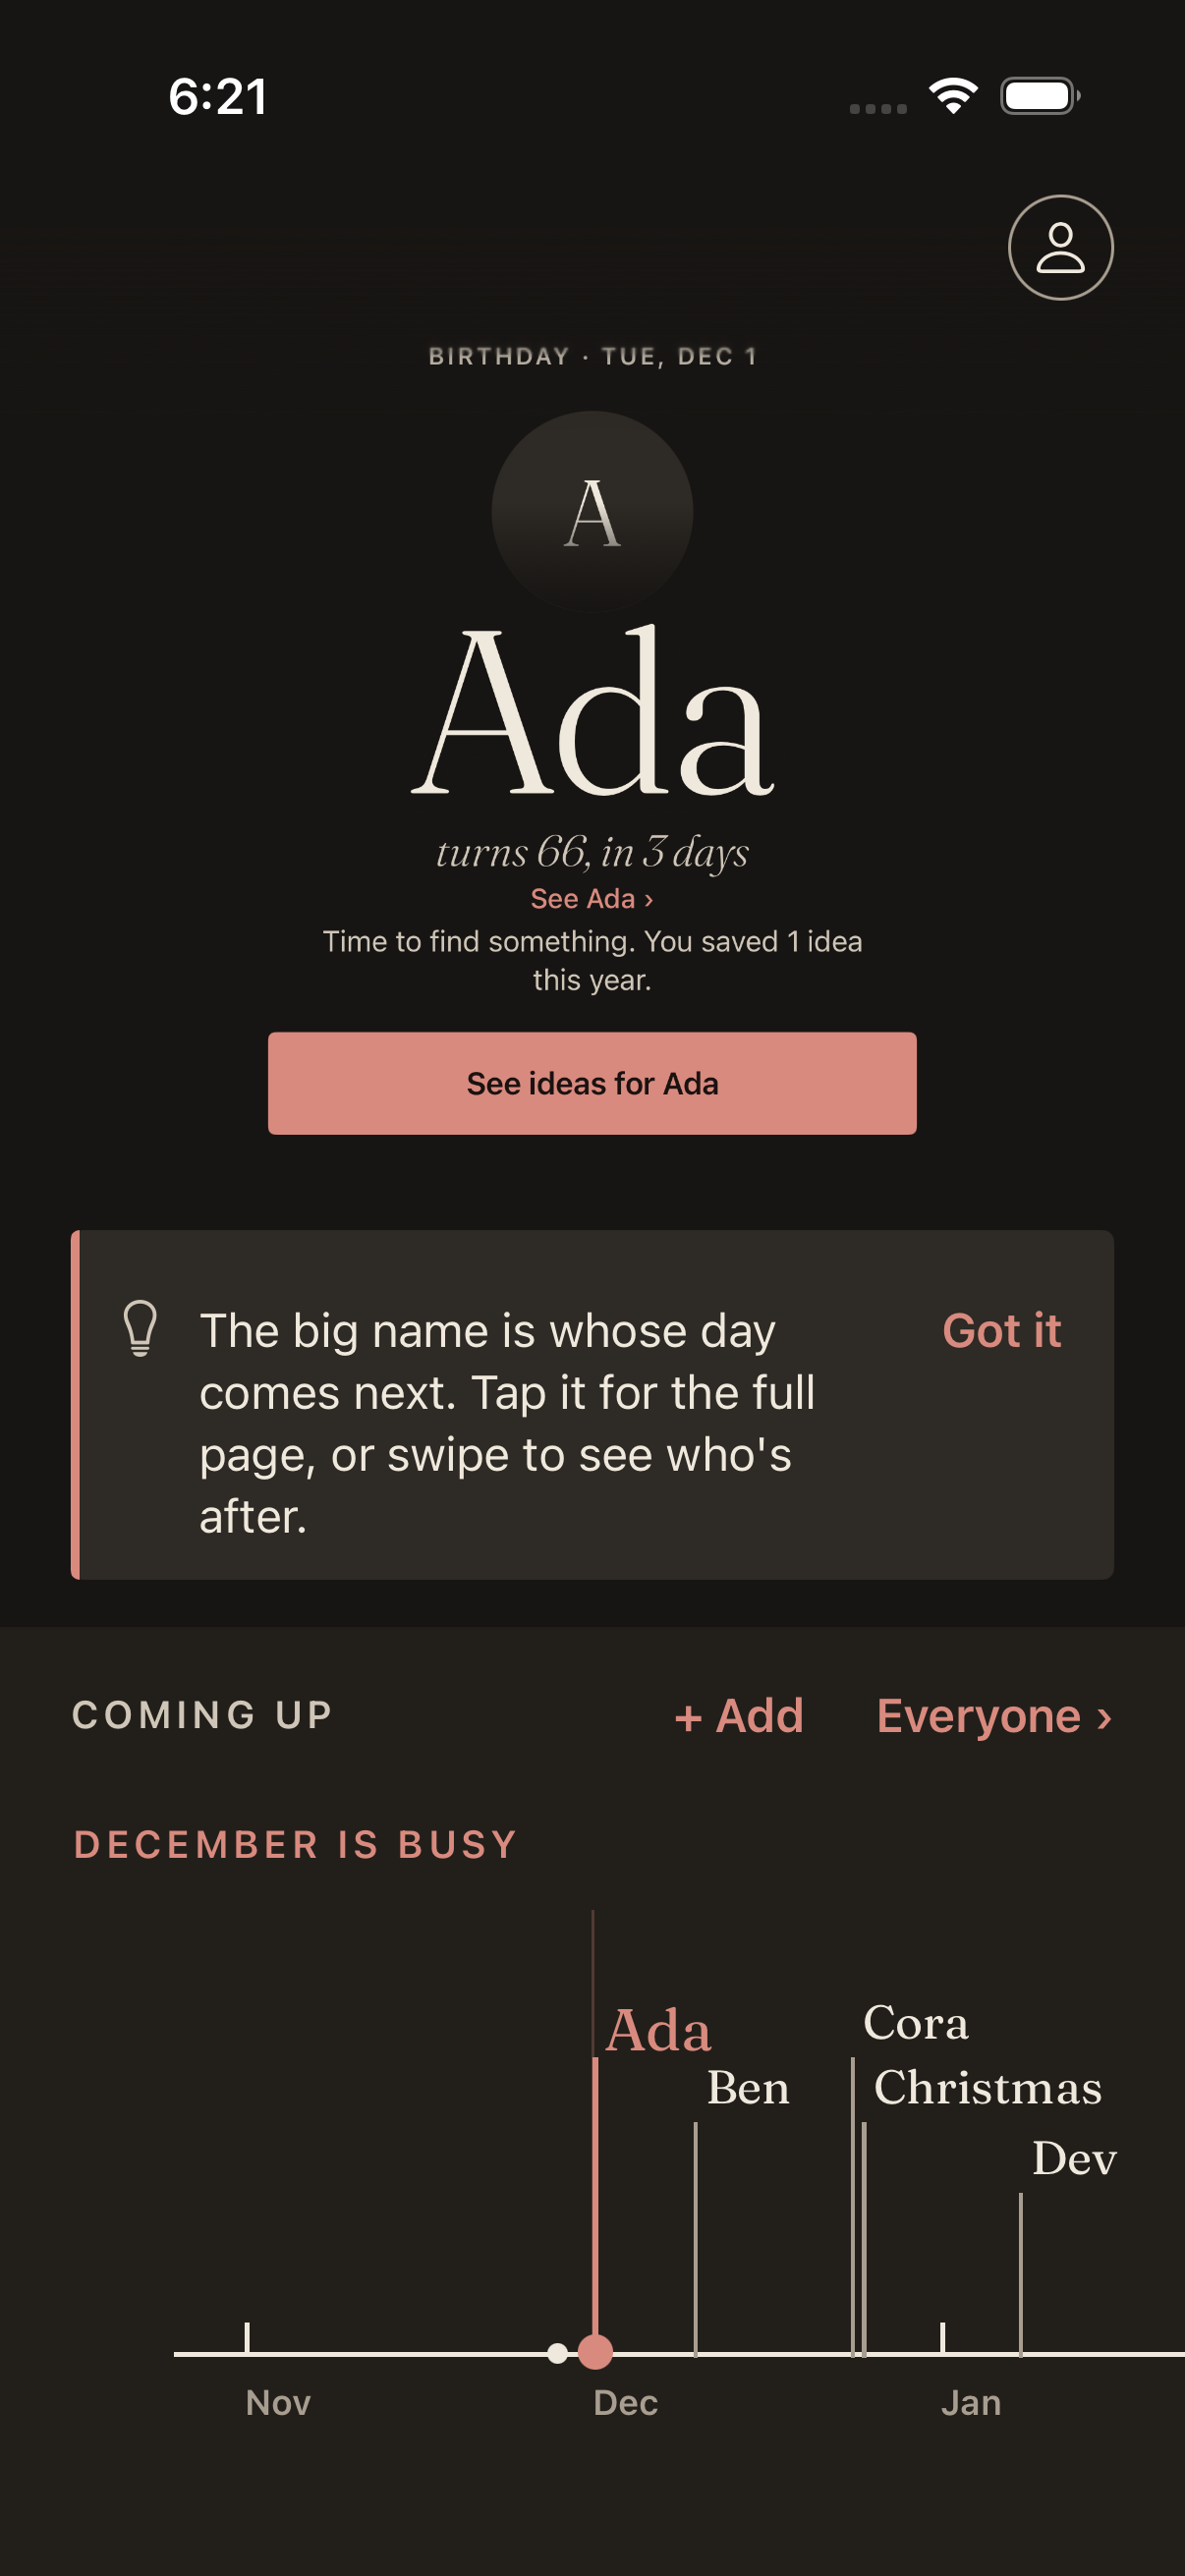 6:21
BIRTHDAY · TUE, DEC 1
A
Ada
turns 66, in 3 days
See Ada ›
Time to find something. You saved 1 idea
this year.
See ideas for Ada
The big name is whose day
comes next. Tap it for the full
page, or swipe to see who's
after.
Got it
COMING UP
+ Add
Everyone ›
DECEMBER IS BUSY
Cora
Ada
Ben
Christmas
Dev
Nov
Dec
Jan